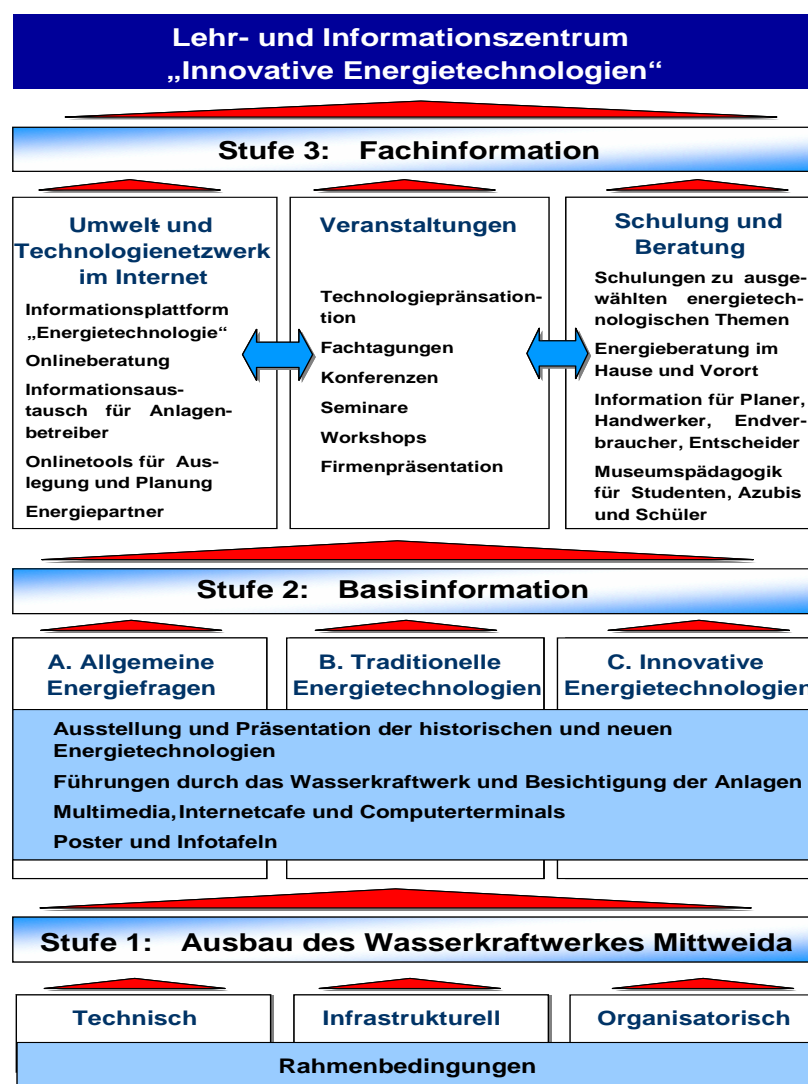 Lehr- und Informationszentrum
„Innovative Energietechnologien“
Stufe 3: Fachinformation
Umwelt- und
Technologienetzwerk
im Internet
Informationsplattform
„Energietechnologie“
Onlineberatung
Informationsaus-
tausch für Anlagen-
betreiber
Onlinetools für Aus-
legung und Planung
Energiepartner
Veranstaltungen
Technologiepränsation-
tion
Fachtagungen
Konferenzen
Seminare
Workshops
Firmenpräsentation
Schulung und
Beratung
Schulungen zu ausge-
wählten energietech-
nologischen Themen
Energieberatung im
Hause und Vorort
Information für Planer,
Handwerker, Endver-
braucher, Entscheider
Museumspädagogik
für Studenten, Azubis
und Schüler
Stufe 2: Basisinformation
A. Allgemeine
Energiefragen
B. Traditionelle
Energietechnologien
C. Innovative
Energietechnologien
Ausstellung und Präsentation der historischen und neuen
Energietechnologien
Führungen durch das Wasserkraftwerk und Besichtigung der Anlagen
Multimedia, Internetcafe und Computerterminals
Poster und Infotafeln
Stufe 1: Ausbau des Wasserkraftwerkes Mittweida
Technisch
Infrastrukturell
Organisatorisch
Rahmenbedingungen